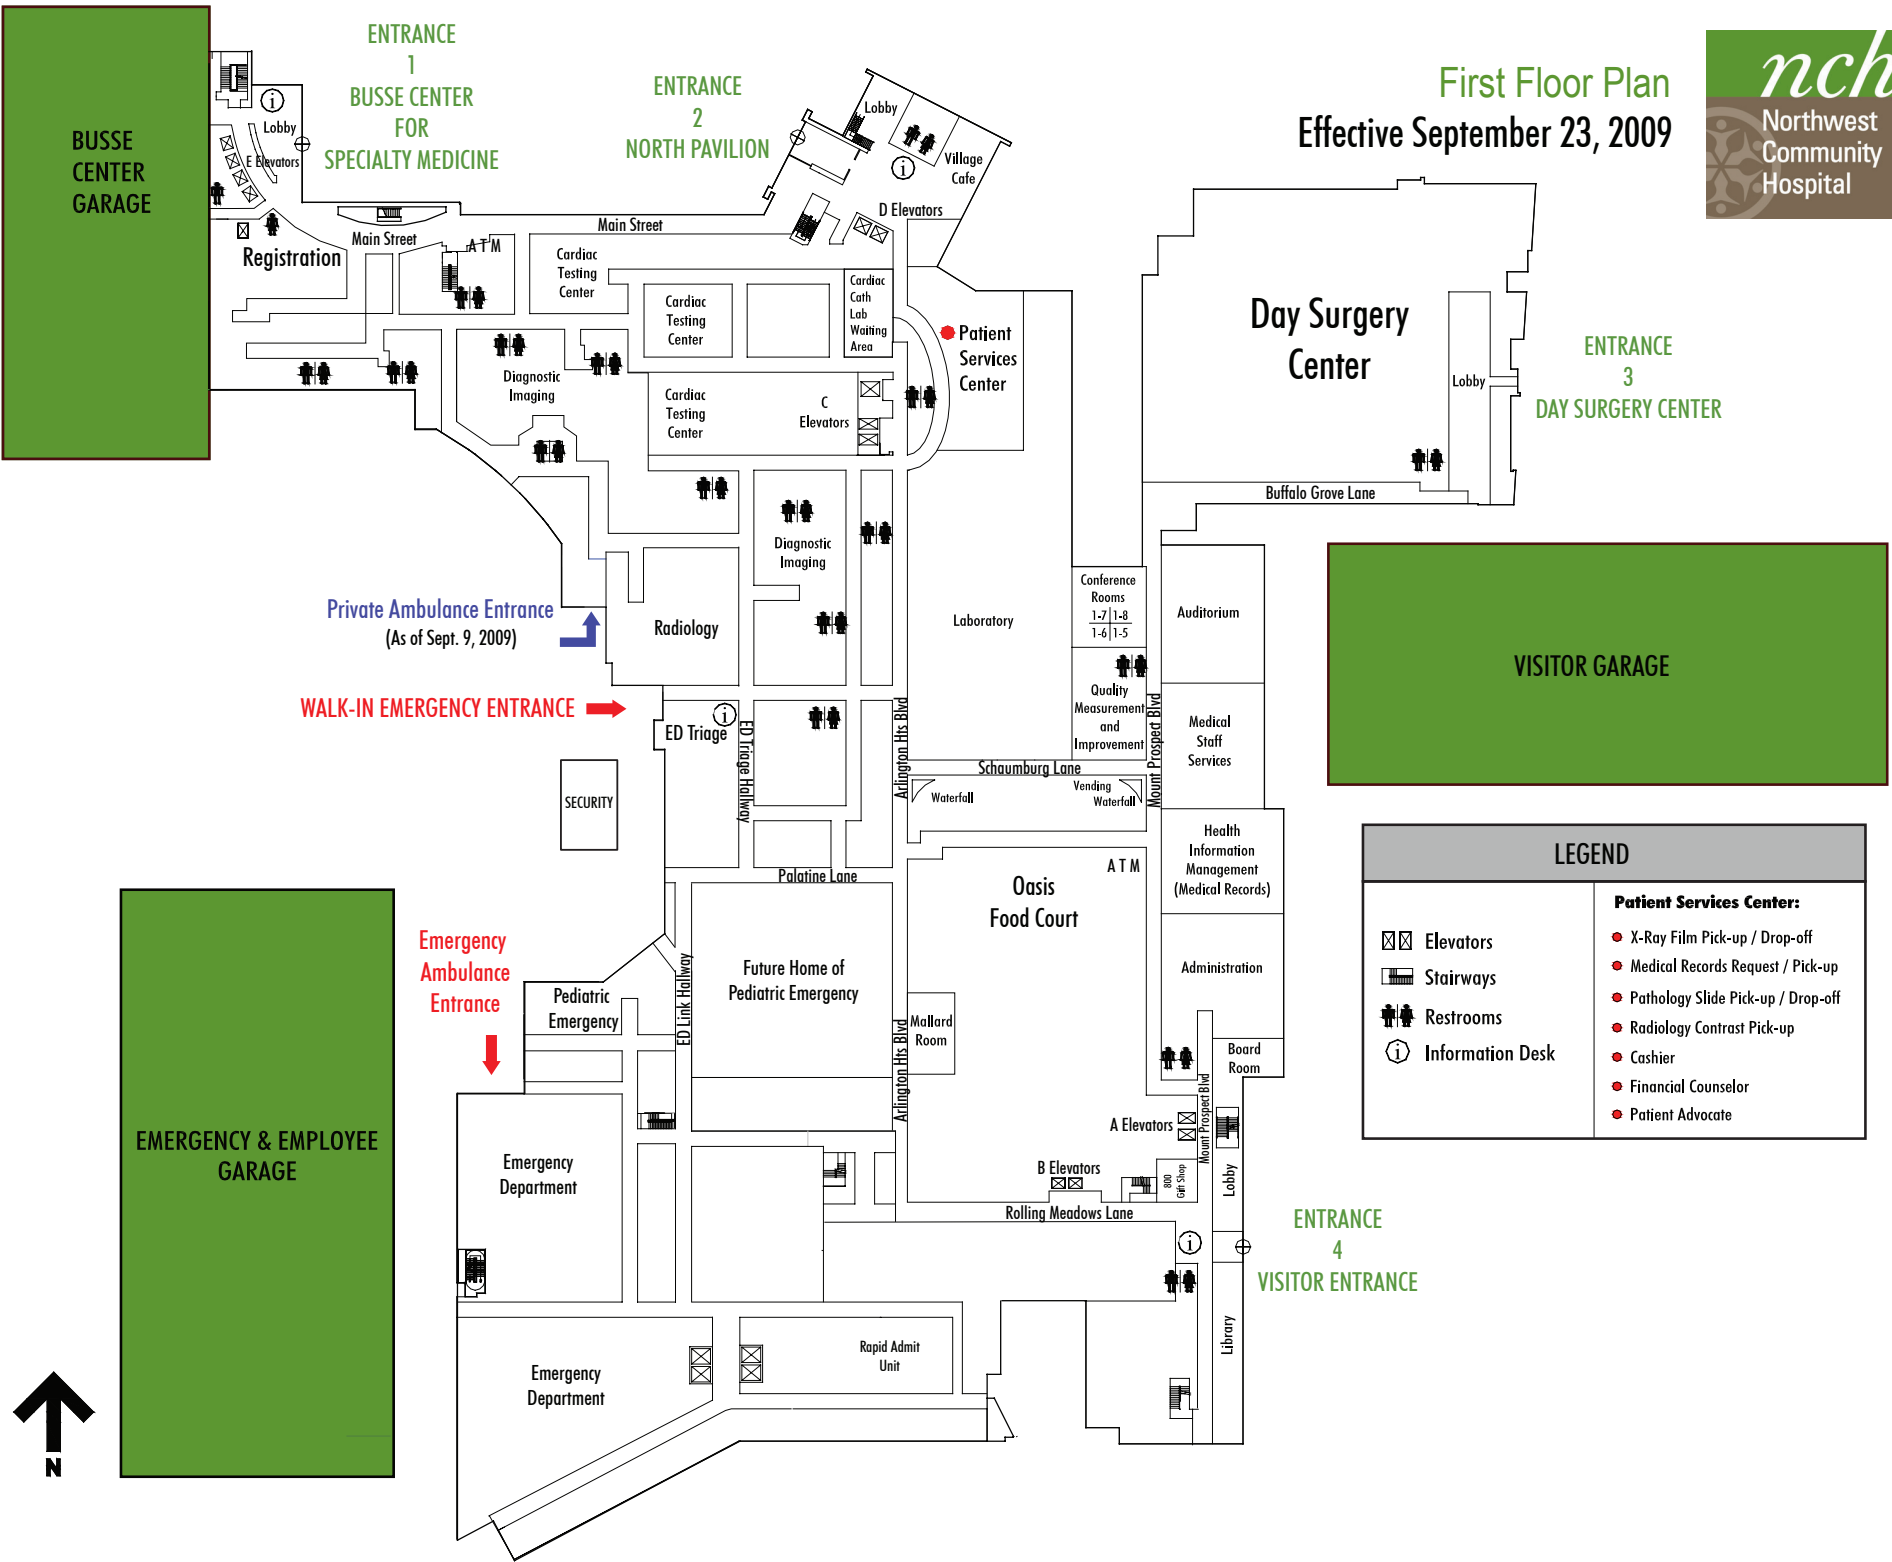 First Floor Plan
Effective September 23, 2009
nch
Northwest
Community
Hospital
ENTRANCE
1
BUSSE CENTER
FOR
SPECIALTY MEDICINE
ENTRANCE
2
NORTH PAVILION
BUSSE
CENTER
GARAGE
i
Lobby
E Elevators
Registration
Main Street
A T M
Main Street
Lobby
i
Village
Cafe
D Elevators
Cardiac
Testing
Center
Cardiac
Testing
Center
Cardiac
Cath
Lab
Waiting
Area
Patient
Services
Center
Day Surgery
Center
Lobby
ENTRANCE
3
DAY SURGERY CENTER
Diagnostic
Imaging
Cardiac
Testing
Center
C
Elevators
Buffalo Grove Lane
Diagnostic
Imaging
Private Ambulance Entrance
(As of Sept. 9, 2009)
Radiology
Laboratory
Conference
Rooms
1-7 1-8
1-6 1-5
Auditorium
VISITOR GARAGE
WALK-IN EMERGENCY ENTRANCE
ED Triage
i
ED Triage Hallway
Arlington Hts Blvd
Quality
Measurement
and
Improvement
Mount Prospect Blvd
Medical
Staff
Services
SECURITY
Schaumburg Lane
Waterfall
Vending
Waterfall
Palatine Lane
Oasis
Food Court
A T M
Health
Information
Management
(Medical Records)
LEGEND
Elevators
Stairways
Restrooms
i
Information Desk
Patient Services Center:
X-Ray Film Pick-up / Drop-off
Medical Records Request / Pick-up
Pathology Slide Pick-up / Drop-off
Radiology Contrast Pick-up
Cashier
Financial Counselor
Patient Advocate
Emergency
Ambulance
Entrance
Pediatric
Emergency
ED Link Hallway
Future Home of
Pediatric Emergency
Arlington Hts Blvd
Mallard
Room
Administration
Board
Room
Mount Prospect Blvd
EMERGENCY & EMPLOYEE
GARAGE
Emergency
Department
A Elevators
B Elevators
800
Gift Shop
Lobby
Rolling Meadows Lane
i
ENTRANCE
4
VISITOR ENTRANCE
Library
Rapid Admit
Unit
Emergency
Department
N